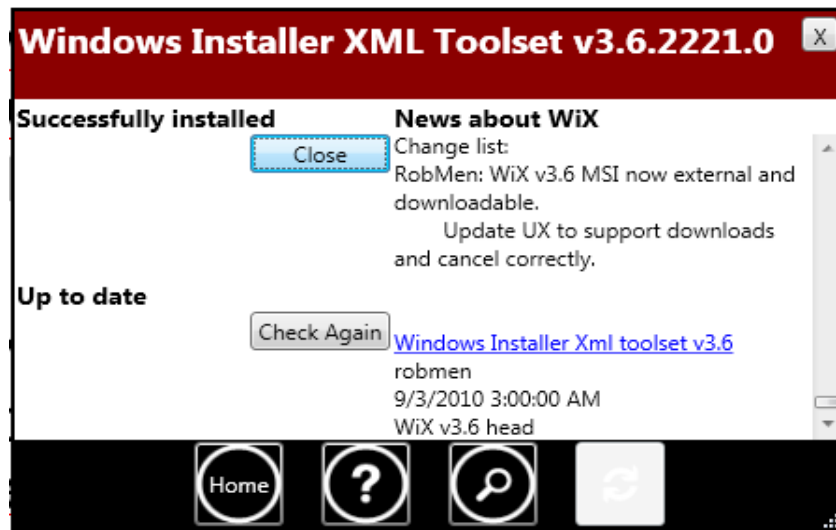 Windows Installer XML Toolset v3.6.2221.0
X
Successfully installed
Close
Up to date
Check Again
News about WiX
Change list:
RobMen: WiX v3.6 MSI now external and
downloadable.
Update UX to support downloads
and cancel correctly.
Windows Installer Xml toolset v3.6
robmen
9/3/2010 3:00:00 AM
WiX v3.6 head
Home
?